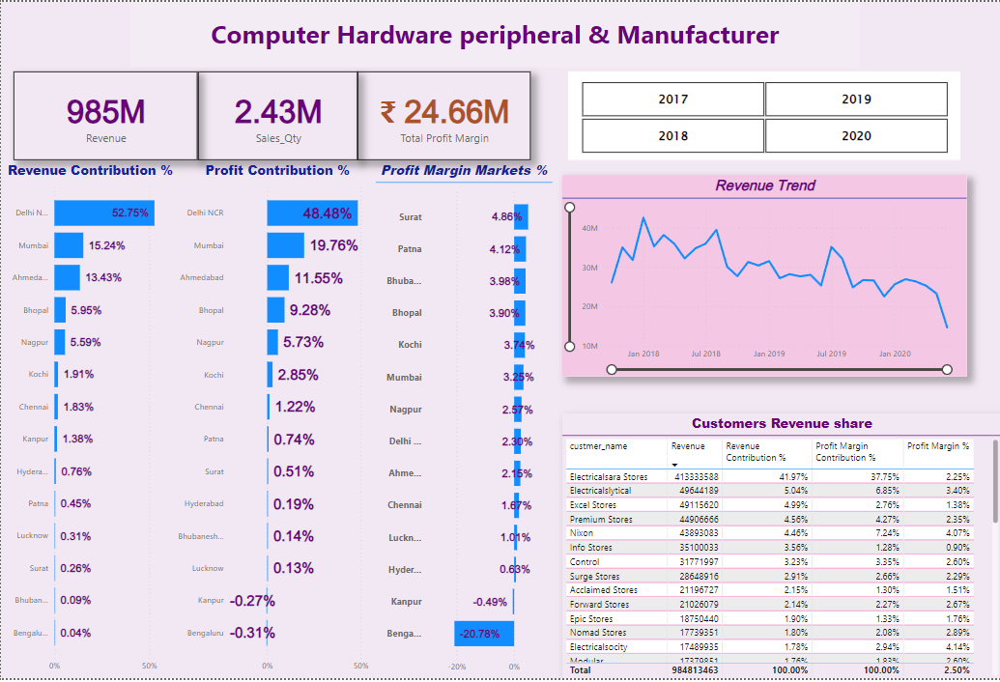 Computer Hardware peripheral & Manufacturer
985M
Revenue
2.43M
Sales_Qty
₹ 24.66M
Total Profit Margin
2017
2019
2018
2020
Revenue Contribution %
Delhi N... 52.75%
Mumbai 15.24%
Ahmeda... 13.43%
Bhopal 5.95%
Nagpur 5.59%
Kochi 1.91%
Chennai 1.83%
Kanpur 1.38%
Hydera... 0.76%
Patna 0.45%
Lucknow 0.31%
Surat 0.26%
Bhuban... 0.09%
Bengalu... 0.04%
0% 50%
Profit Contribution %
Delhi NCR 48.48%
Mumbai 19.76%
Ahmedabad 11.55%
Bhopal 9.28%
Nagpur 5.73%
Kochi 2.85%
Chennai 1.22%
Patna 0.74%
Surat 0.51%
Hyderabad 0.19%
Bhubanesh... 0.14%
Lucknow 0.13%
Kanpur -0.27%
Bengaluru -0.31%
0% 50%
Profit Margin Markets %
Surat 4.86%
Patna 4.12%
Bhuba... 3.98%
Bhopal 3.90%
Kochi 3.74%
Mumbai 3.25%
Nagpur 2.57%
Delhi ... 2.30%
Ahme... 2.15%
Chennai 1.67%
Luckn... 1.01%
Hyder... 0.63%
Kanpur -0.49%
Benga... -20.78%
-20% 0%
Revenue Trend
40M
30M
20M
10M
Jan 2018 Jul 2018 Jan 2019 Jul 2019 Jan 2020
Customers Revenue share
custmer_name Revenue Revenue Contribution % Profit Margin Contribution % Profit Margin %
Electricalsara Stores 413333588 41.97% 37.75% 2.25%
Electricalslytical 49644189 5.04% 6.85% 3.40%
Excel Stores 49115620 4.99% 2.76% 1.38%
Premium Stores 44906666 4.56% 4.27% 2.35%
Nixon 43893083 4.46% 7.24% 4.07%
Info Stores 35100033 3.56% 1.28% 0.90%
Control 31771997 3.23% 3.35% 2.60%
Surge Stores 28648916 2.91% 2.66% 2.29%
Acclaimed Stores 21196727 2.15% 1.30% 1.51%
Forward Stores 21026079 2.14% 2.27% 2.67%
Epic Stores 18750440 1.90% 1.33% 1.76%
Nomad Stores 17739351 1.80% 2.08% 2.89%
Electricalsocity 17489935 1.78% 2.94% 4.14%
Modular 17379851 1.76% 1.83% 2.60%
Total 984813463 100.00% 100.00% 2.50%